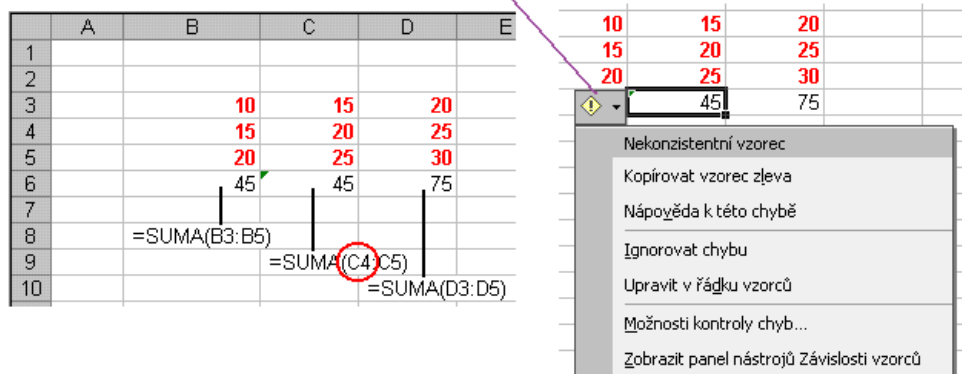 A B C D E
1
2
3 10 15 20
4 15 20 25
5 20 25 30
6 45 45 75
7
8 =SUMA(B3:B5)
9 =SUMA(C4:C5)
10 =SUMA(D3:D5)
10 15 20
15 20 25
20 25 30
45 75
Nekonzistentní vzorec
Kopírovat vzorec zleva
Nápověda k této chybě
Ignorovat chybu
Upravit v řádku vzorců
Možnosti kontroly chyb...
Zobrazit panel nástrojů Závislosti vzorců